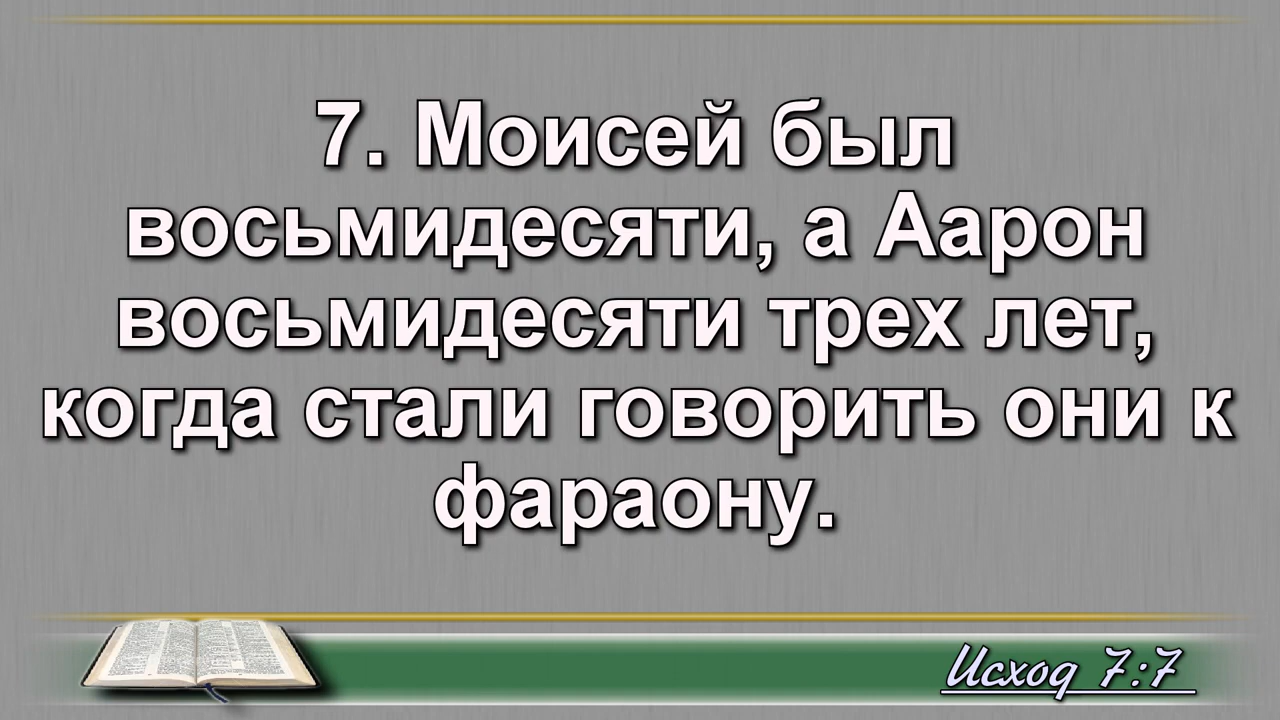 7. Моисей был
восьмидесяти, а Аарон
восьмидесяти трех лет,
когда стали говорить они к
фараону.
Исход 7:7